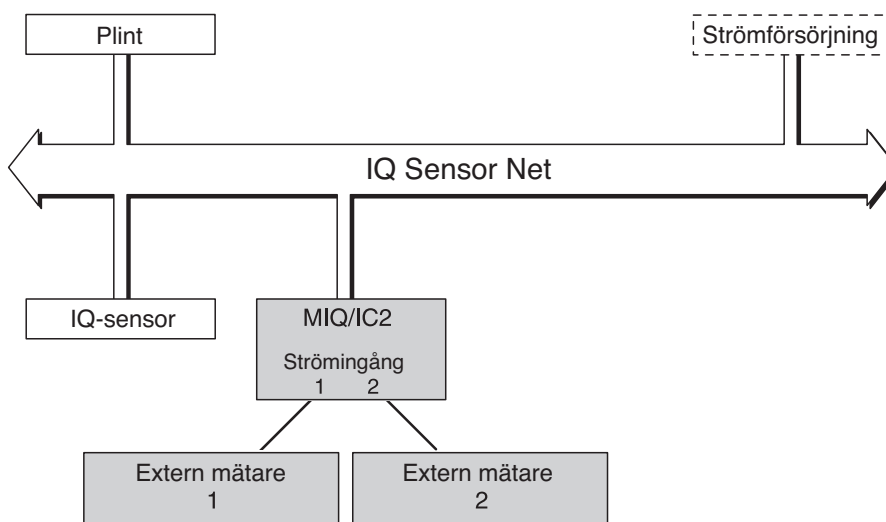 Plint
Strömförsörjning
IQ Sensor Net
IQ-sensor
MIQ/IC2
Strömingång
1 2
Extern mätare
1
Extern mätare
2